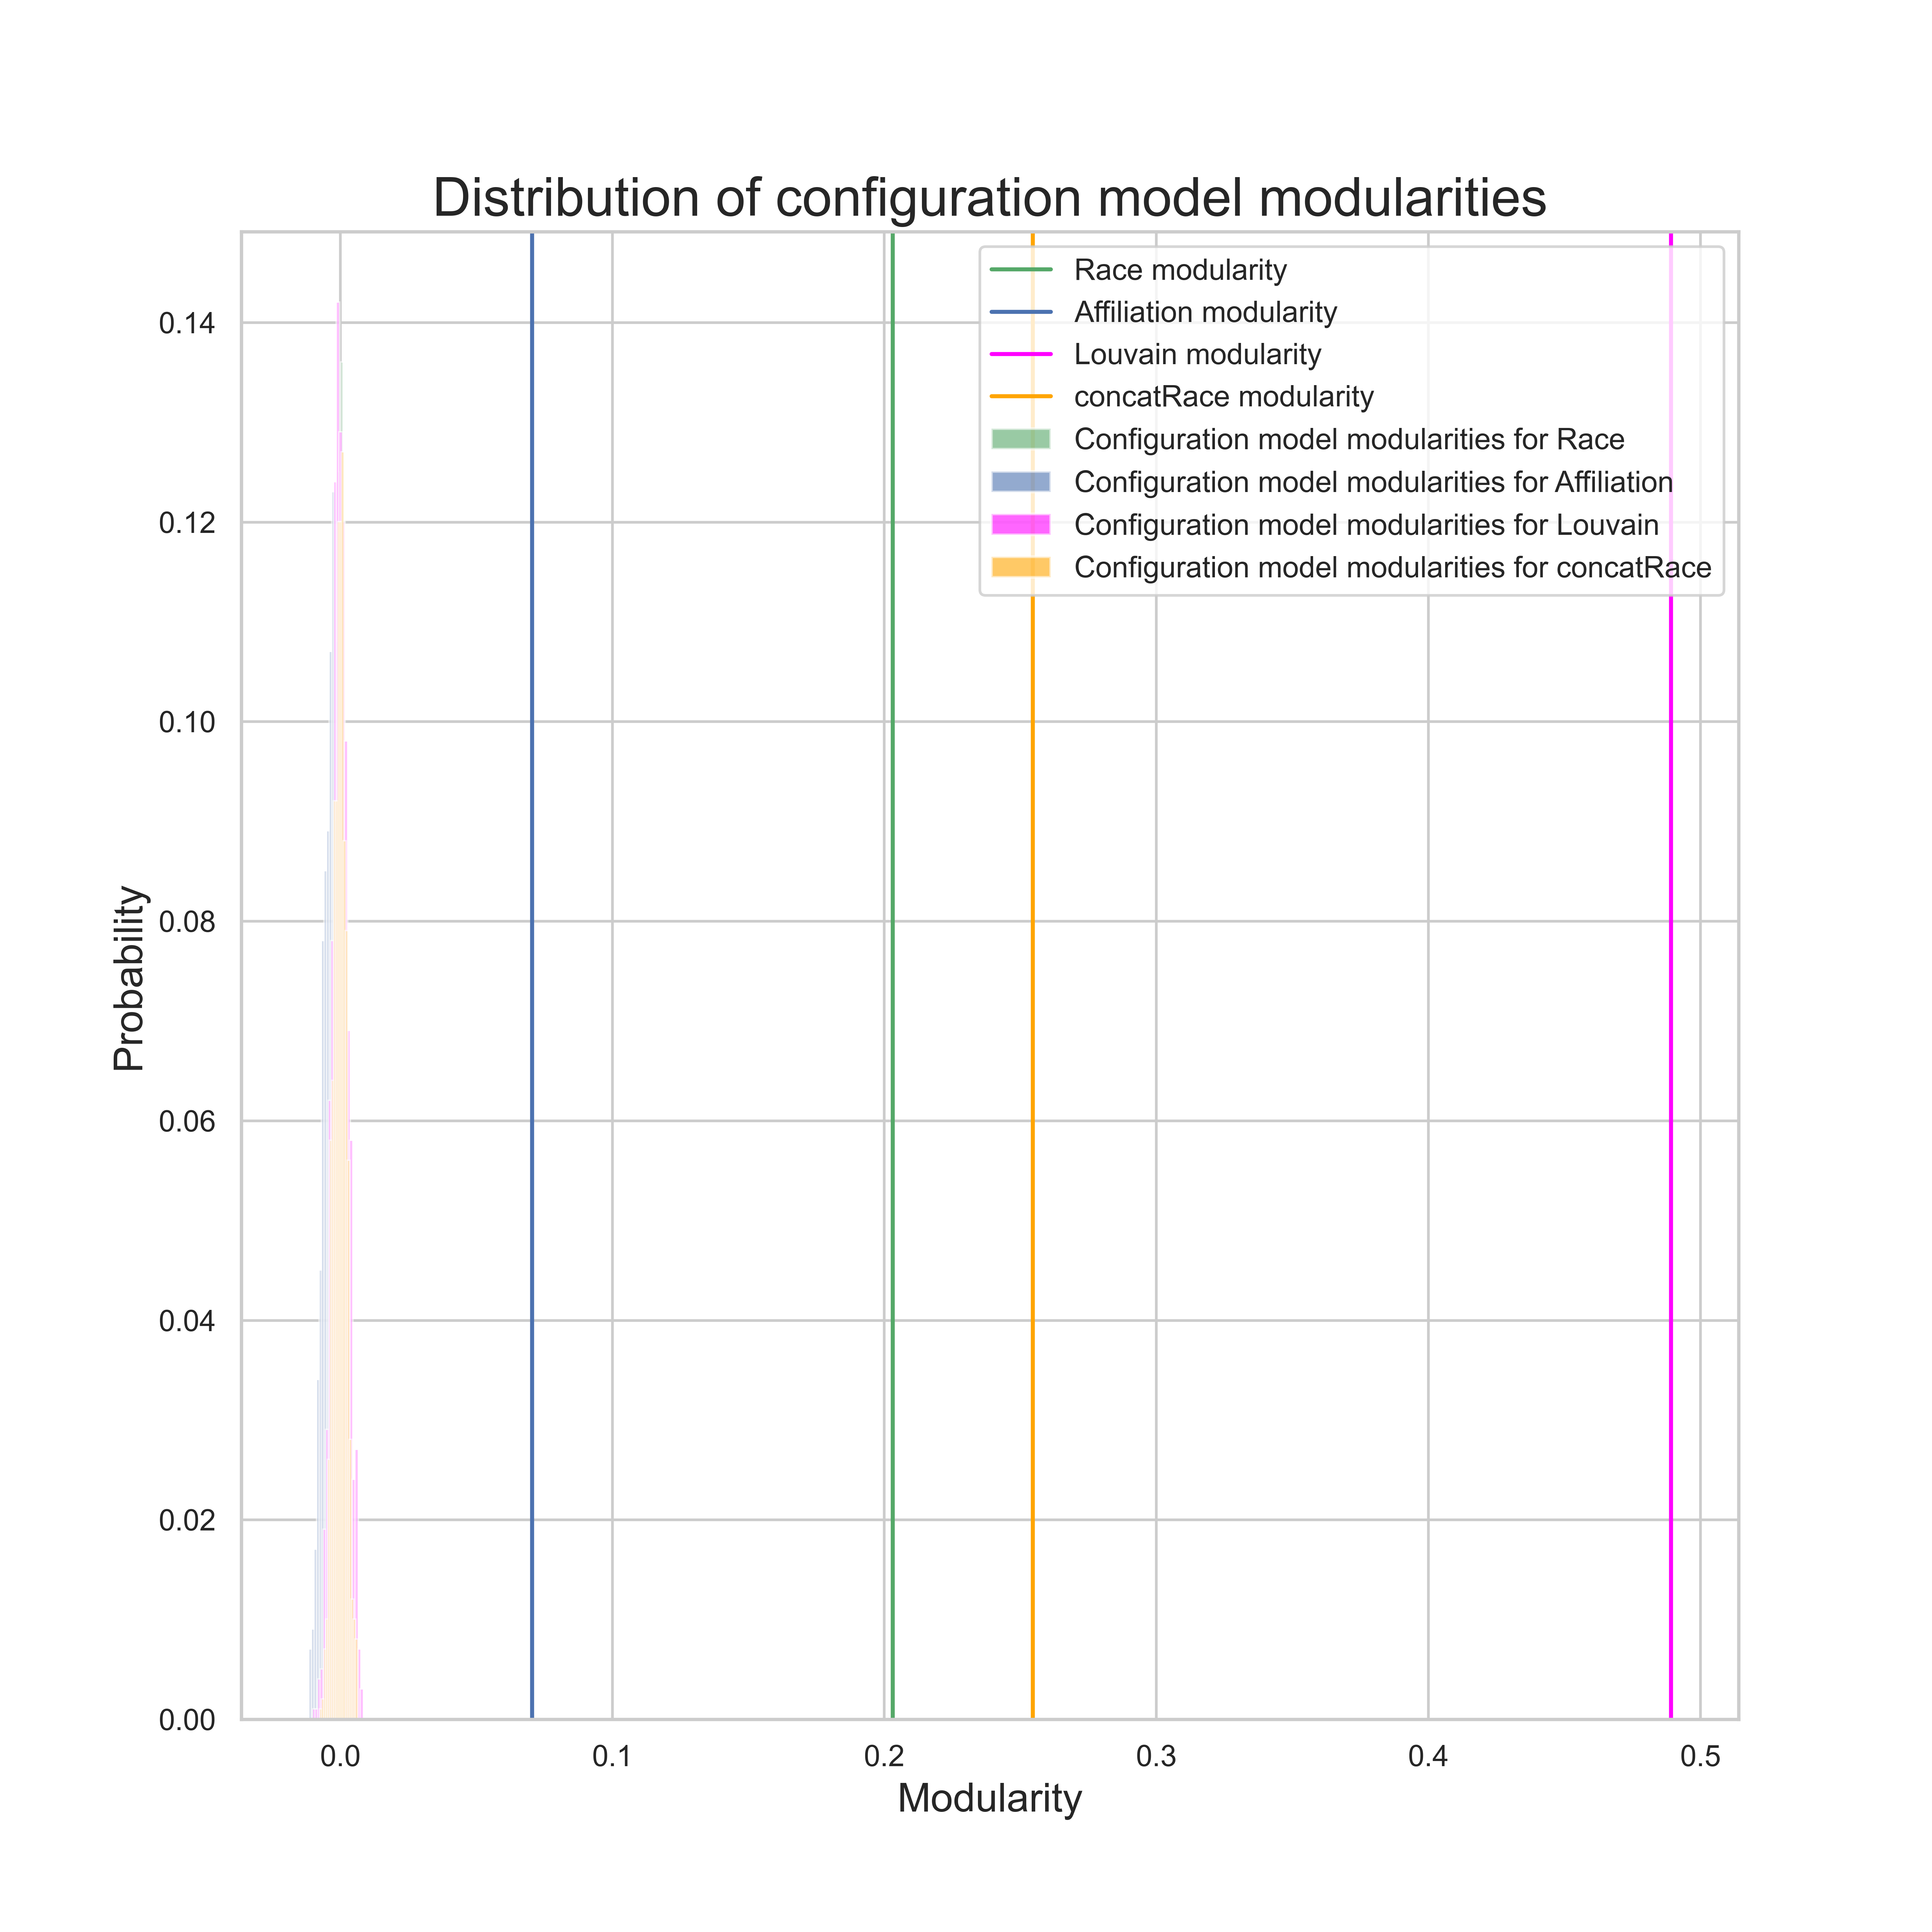 Distribution of configuration model modularities
Race modularity
Affiliation modularity
Louvain modularity
concatRace modularity
Configuration model modularities for Race
Configuration model modularities for Affiliation
Configuration model modularities for Louvain
Configuration model modularities for concatRace
0.14
0.12
0.10
0.08
0.06
0.04
0.02
0.00
Probability
0.0 0.1 0.2 0.3 0.4 0.5
Modularity